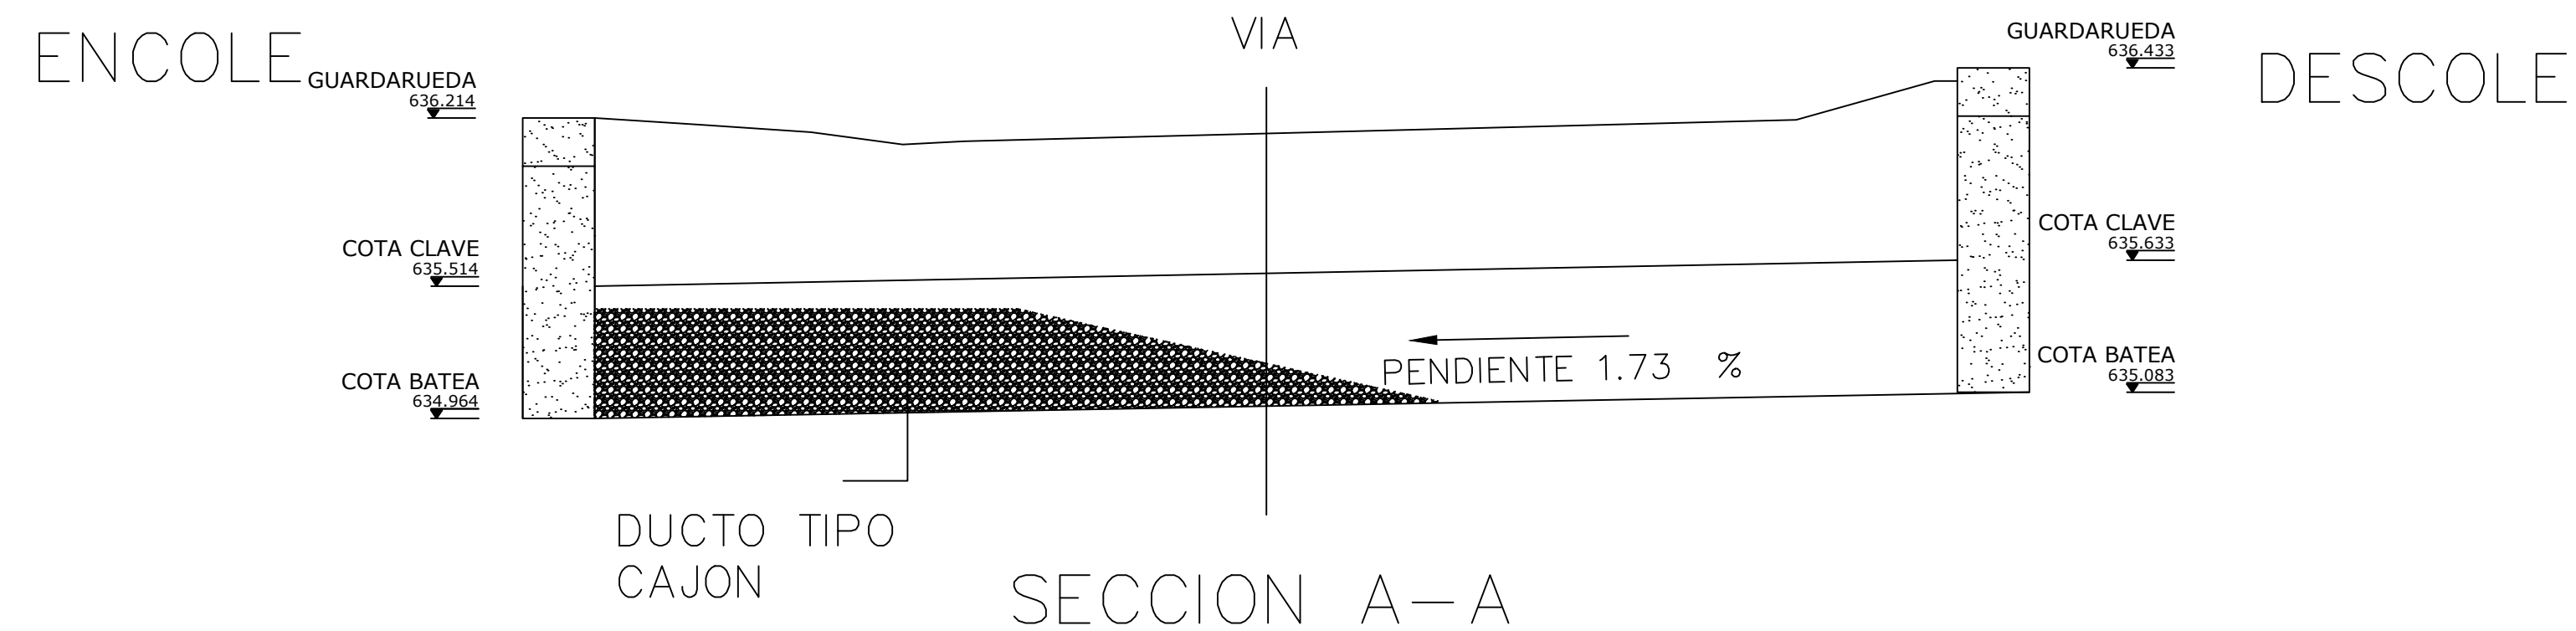 ENCOLE
VIA
DESCOLE
GUARDARUEDA
636.214
GUARDARUEDA
636.433
COTA CLAVE
635.514
COTA CLAVE
635.633
COTA BATEA
634.964
PENDIENTE 1.73 %
COTA BATEA
635.083
DUCTO TIPO
CAJON
SECCION A-A